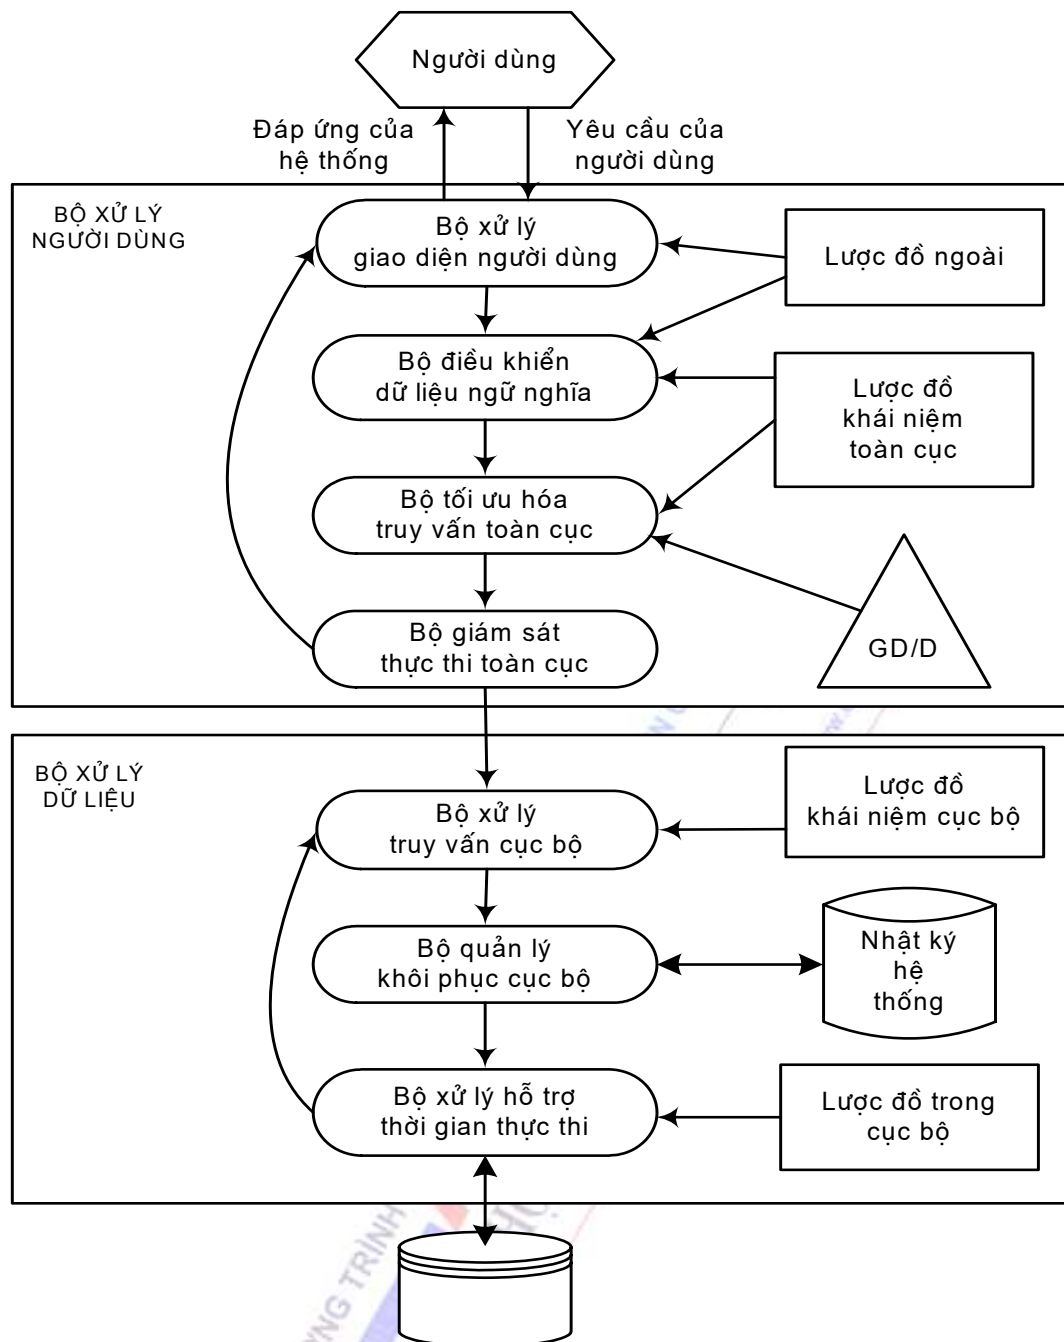 Người dùng
Đáp ứng của
hệ thống
Yêu cầu của
người dùng
BỘ XỬ LÝ
NGƯỜI DÙNG
Bộ xử lý
giao diện người dùng
Lược đồ ngoài
Bộ điều khiển
dữ liệu ngữ nghĩa
Lược đồ
khái niệm
toàn cục
Bộ tối ưu hóa
truy vấn toàn cục
Bộ giám sát
thực thi toàn cục
GD/D
BỘ XỬ LÝ
DỮ LIỆU
Bộ xử lý
truy vấn cục bộ
Lược đồ
khái niệm cục bộ
Bộ quản lý
khôi phục cục bộ
Nhật ký
hệ
thống
Bộ xử lý hỗ trợ
thời gian thực thi
Lược đồ trong
cục bộ
TRÌNH